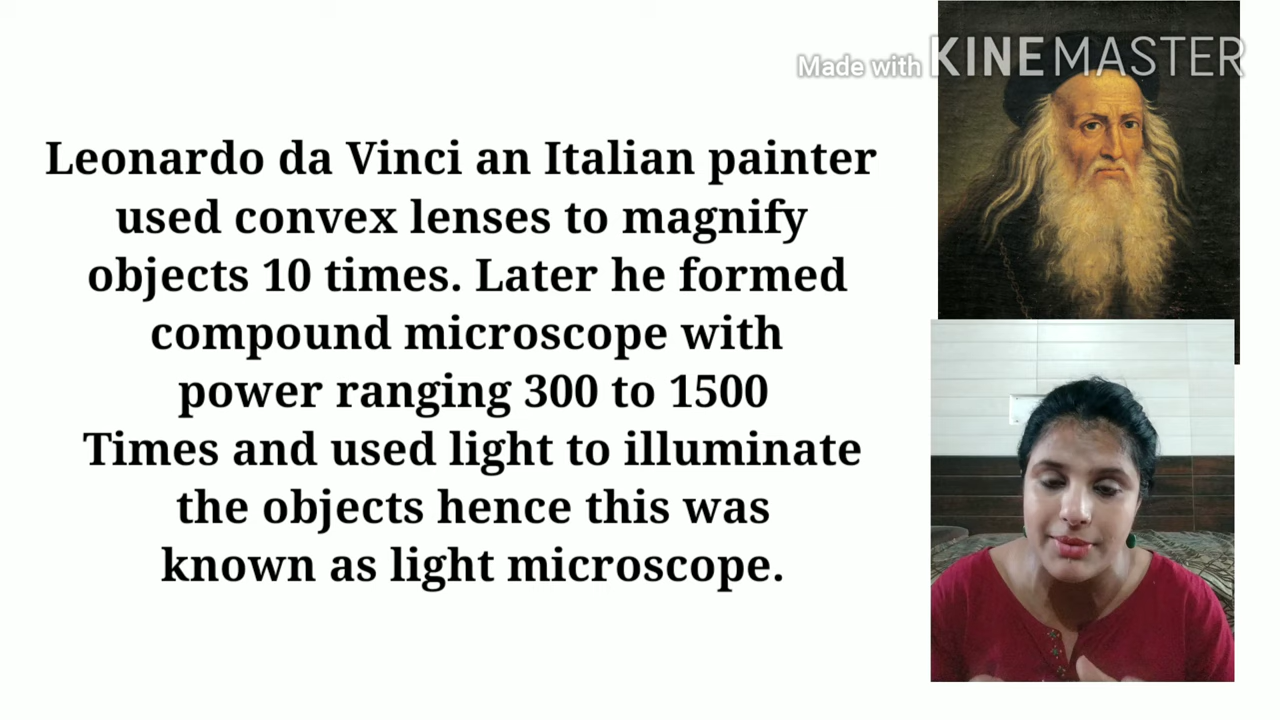 Made with KINEMASTER
Leonardo da Vinci an Italian painter
used convex lenses to magnify
objects 10 times. Later he formed
compound microscope with
power ranging 300 to 1500
Times and used light to illuminate
the objects hence this was
known as light microscope.